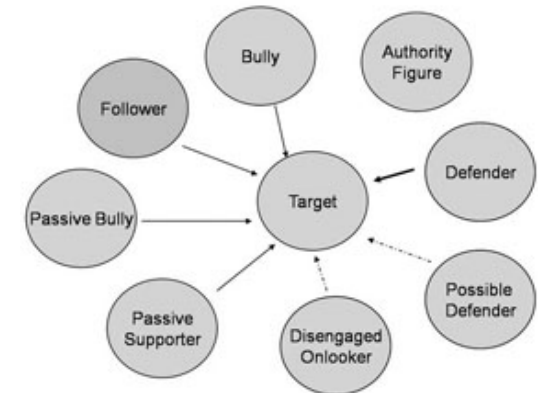 Bully
Authority
Figure
Follower
Defender
Target
Passive Bully
Possible
Defender
Passive
Supporter
Disengaged
Onlooker